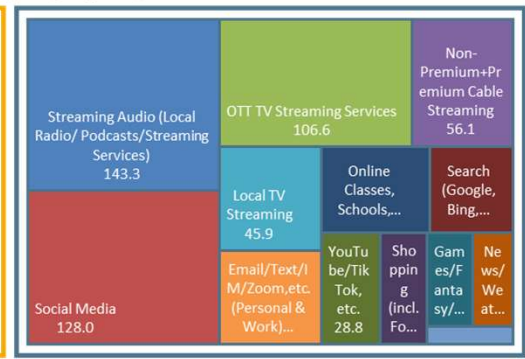 Streaming Audio (Local
Radio/ Podcasts/Streaming
Services)
143.3
Social Media
128.0
OTT TV Streaming Services
106.6
Non-
Premium+Pr
emium Cable
Streaming
56.1
Local TV
Streaming
45.9
Email/Text/I
M/Zoom,etc.
(Personal &
Work)...
Online
Classes,
Schools,...
Search
(Google,
Bing,...
YouTu
be/Tik
Tok,
etc.
28.8
Sho
ppin
g
(incl.
Fo...
Gam
es/F
anta
sy/...
Ne
ws/
Weat...